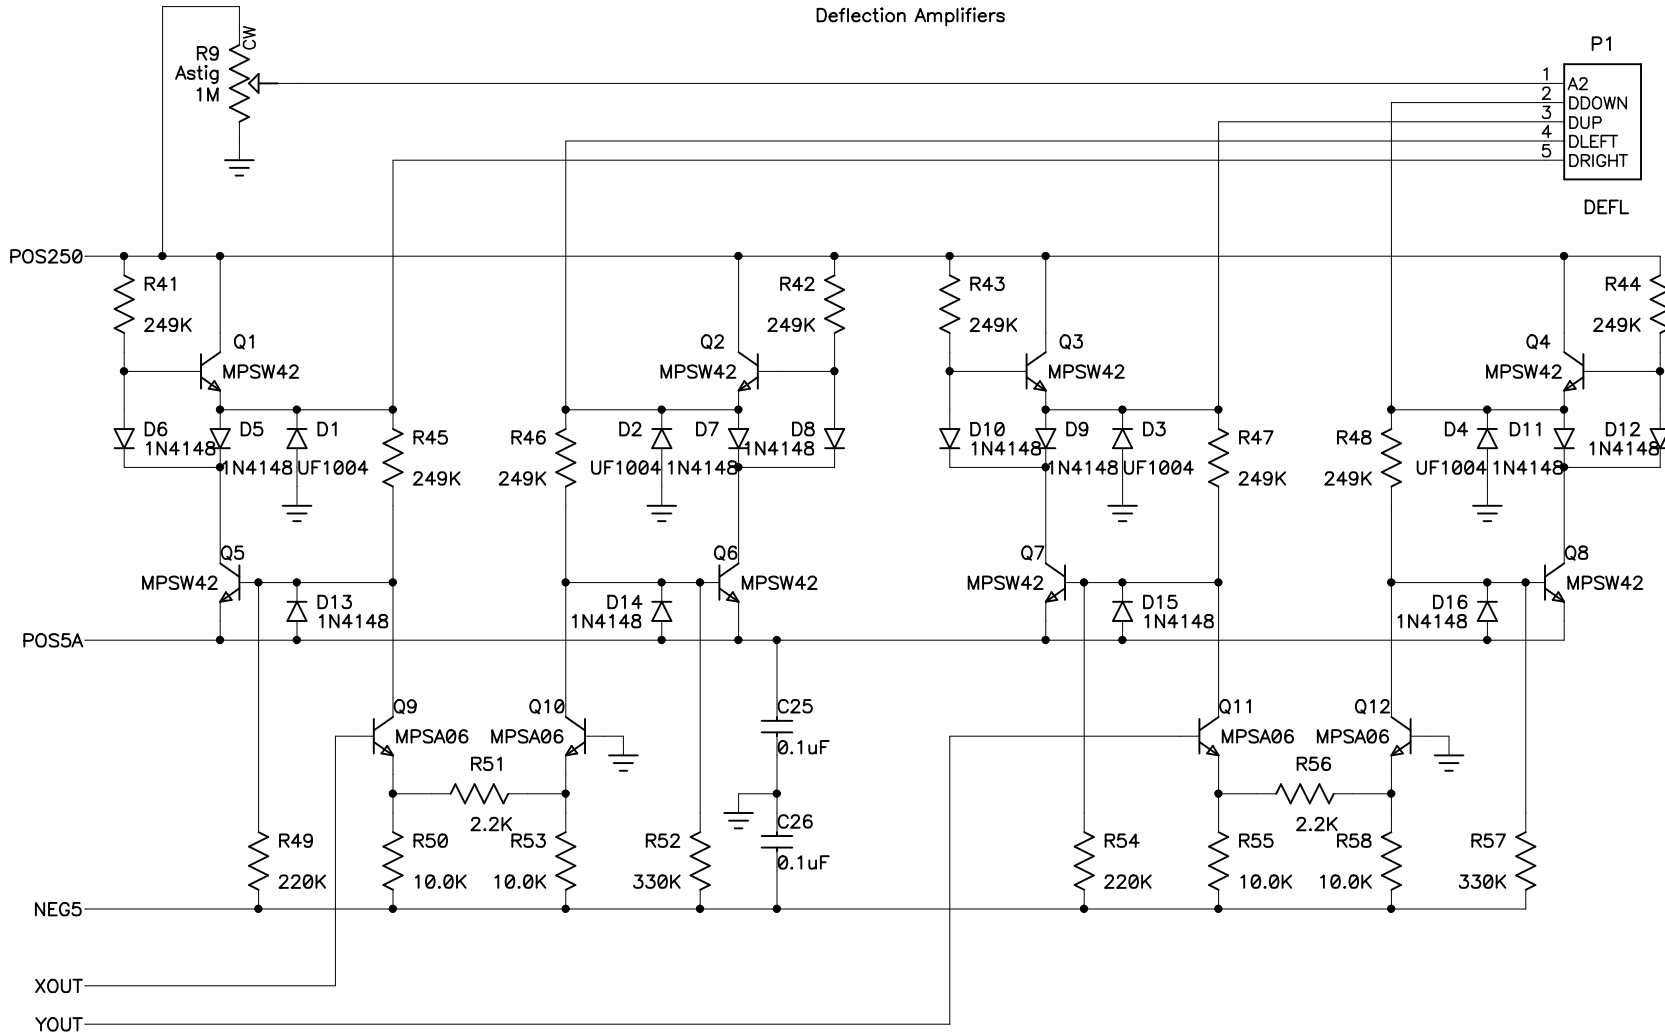 Deflection Amplifiers
R9
Astig
1M
CW
P1
1
A2
2
DDOWN
3
DUP
4
DLEFT
5
DRIGHT
DEFL
POS250
R41
249K
R42
249K
R43
249K
R44
249K
Q1
MPSW42
Q2
MPSW42
Q3
MPSW42
Q4
MPSW42
D6
1N4148
D5
1N4148
D1
UF1004
R45
249K
R46
249K
D2
UF1004
D7
1N4148
D8
1N4148
D10
1N4148
D9
1N4148
D3
UF1004
R47
249K
R48
249K
D4
UF1004
D11
1N4148
D12
1N4148
Q5
MPSW42
Q6
MPSW42
Q7
MPSW42
Q8
MPSW42
D13
1N4148
D14
1N4148
D15
1N4148
D16
1N4148
POS5A
Q9
MPSA06
Q10
MPSA06
C25
0.1uF
Q11
MPSA06
Q12
MPSA06
R51
2.2K
R56
2.2K
C26
0.1uF
R49
220K
R50
10.0K
R53
10.0K
R52
330K
R54
220K
R55
10.0K
R58
10.0K
R57
330K
NEG5
XOUT
YOUT